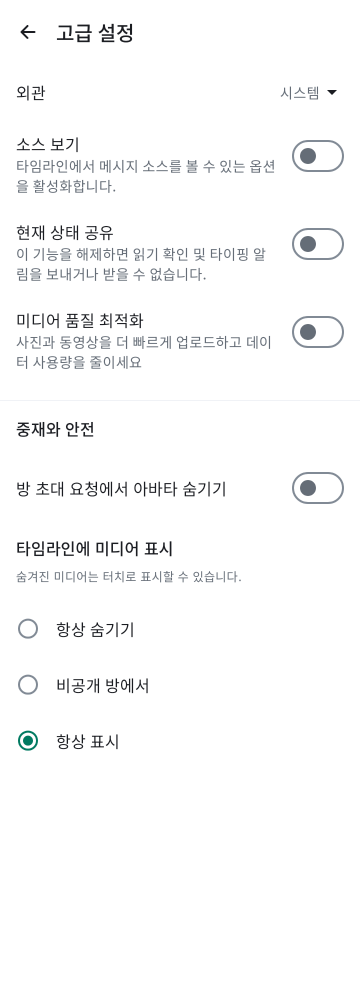 고급 설정
외관
시스템
소스 보기
타임라인에서 메시지 소스를 볼 수 있는 옵션
을 활성화합니다.
현재 상태 공유
이 기능을 해제하면 읽기 확인 및 타이핑 알
림을 보내거나 받을 수 없습니다.
미디어 품질 최적화
사진과 동영상을 더 빠르게 업로드하고 데이
터 사용량을 줄이세요
중재와 안전
방 초대 요청에서 아바타 숨기기
타임라인에 미디어 표시
숨겨진 미디어는 터치로 표시할 수 있습니다.
항상 숨기기
비공개 방에서
항상 표시